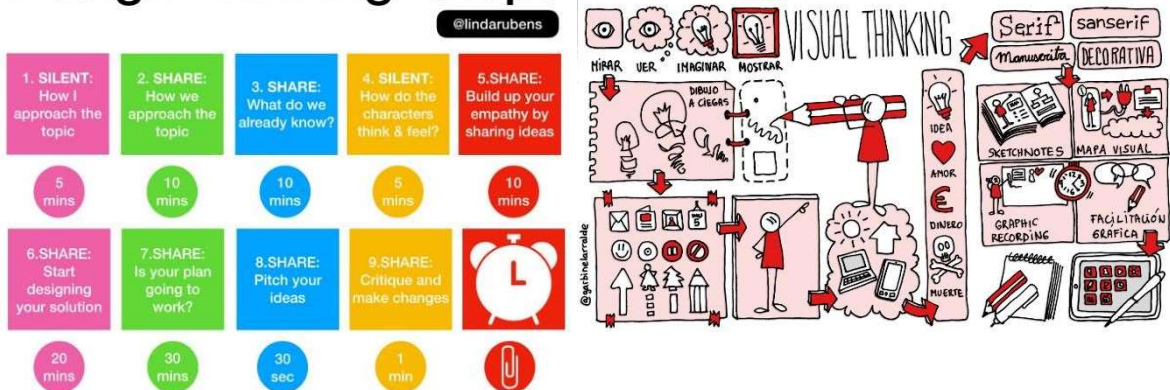 @lindarubens
1. SILENT:
How I
approach the
topic
2. SHARE:
How we
approach the
topic
3. SHARE:
What do we
already know?
4. SILENT:
How do the
characters
think & feel?
5.SHARE:
Build up your
empathy by
sharing ideas
5
mins
10
mins
10
mins
5
mins
10
mins
6.SHARE:
Start
designing
your solution
7.SHARE:
Is your plan
going to
work?
8.SHARE:
Pitch your
ideas
9.SHARE:
Critique and
make changes
20
mins
30
mins
30
sec
1
min
VISUAL THINKING
MIRAR VER IMAGINAR MOSTRAR
DIBUJO
A CIEGAS
@garbinelarralde
IDEA
AMOR
DINERO
MUERTE
Serif
sanserif
Manuscrita
DECORATIVA
SKETCHNOTES
MAPA VISUAL
GRAPHIC
RECORDING
FACILITACIÓN
GRAFICA